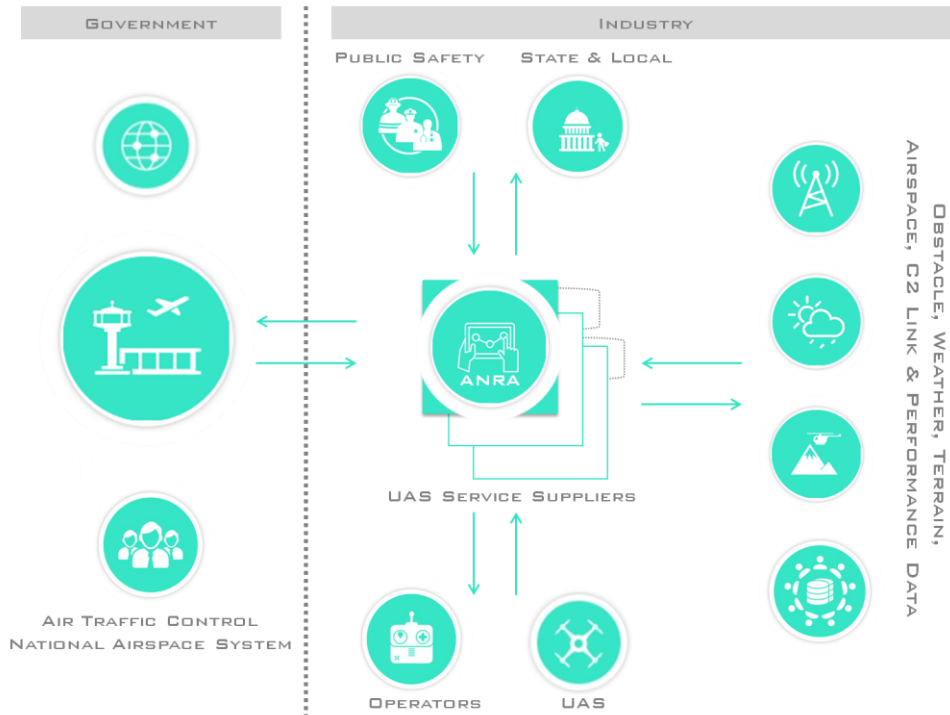 GOVERNMENT
INDUSTRY
PUBLIC SAFETY
STATE & LOCAL
ANRA
UAS SERVICE SUPPLIERS
AIR TRAFFIC CONTROL
NATIONAL AIRSPACE SYSTEM
OPERATORS
UAS
OBSTACLE, WEATHER, TERRAIN,
AIRSPACE, C2 LINK & PERFORMANCE DATA